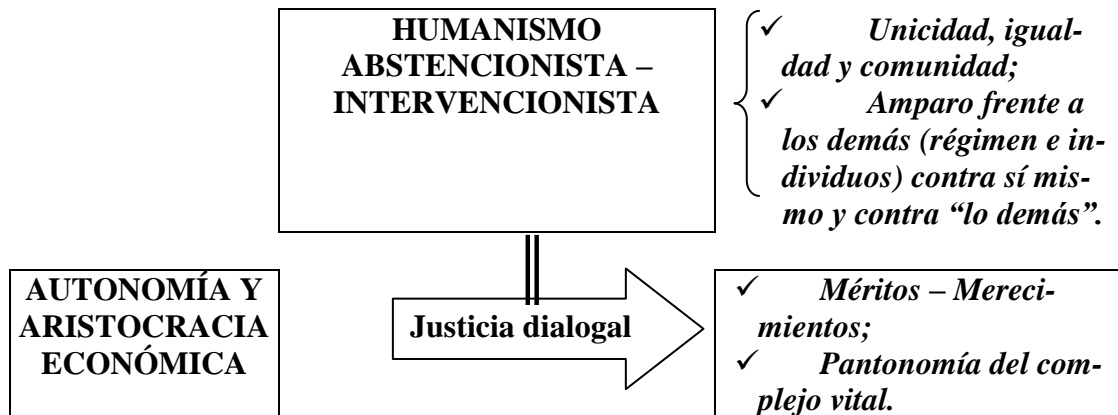 HUMANISMO
ABSTENCIONISTA –
INTERVENCIONISTA
✓ Unicidad, igual-
dad y comunidad;
✓ Amparo frente a
los demás (régimen e in-
dividuos) contra sí mis-
mo y contra “lo demás”.
AUTONOMÍA Y
ARISTOCRACIA
ECONÓMICA
Justicia dialogal
✓ Méritos – Mereci-
mientos;
✓ Pantonomía del com-
plejo vital.